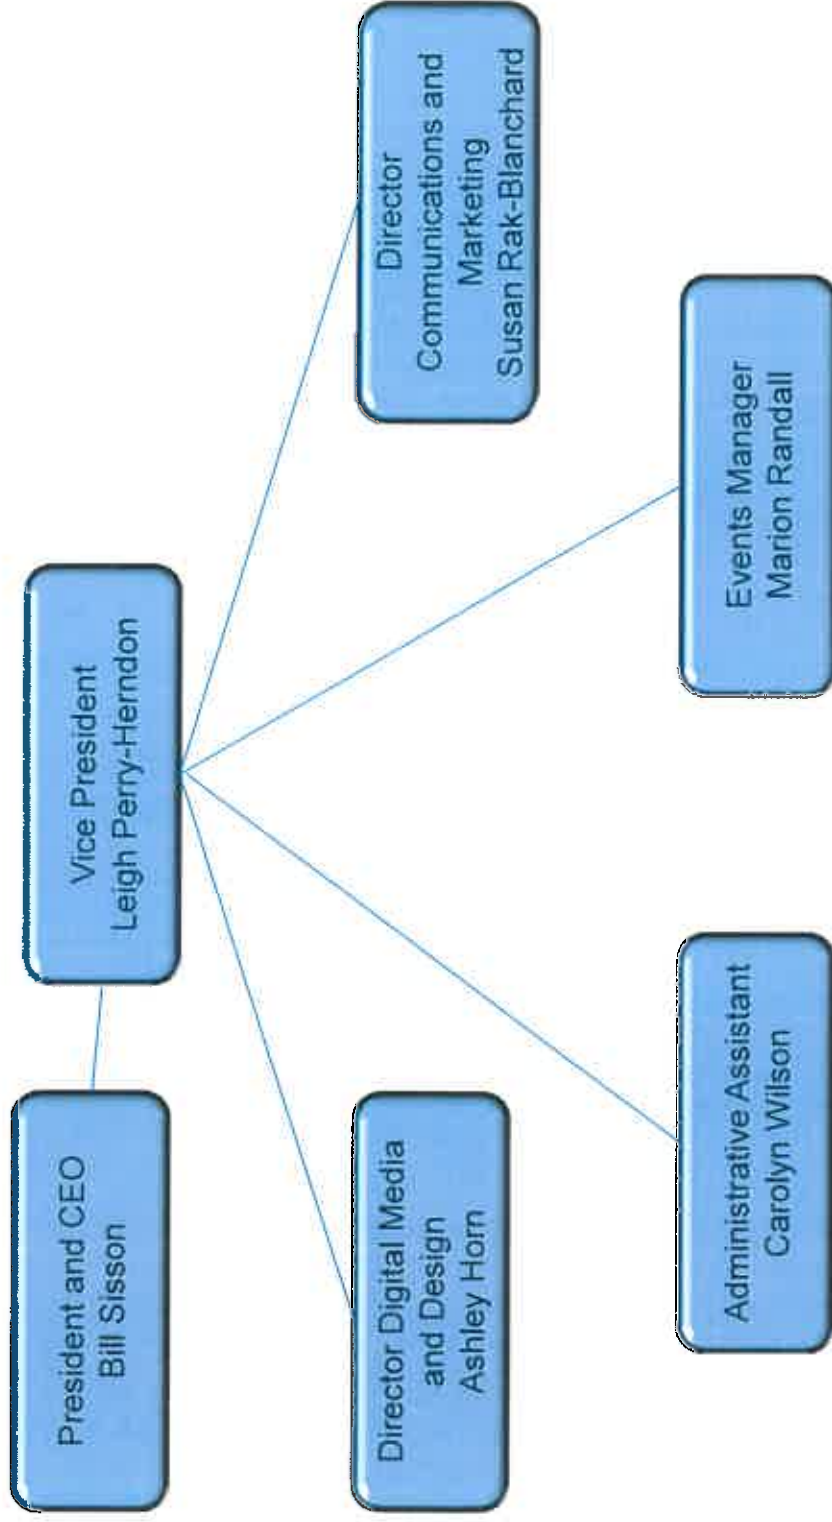 President and CEO
Bill Sisson
Vice President
Leigh Perry-Herndon
Director Digital Media
and Design
Ashley Horn
Director
Communications and
Marketing
Susan Rak-Blanchard
Administrative Assistant
Carolyn Wilson
Events Manager
Marion Randall